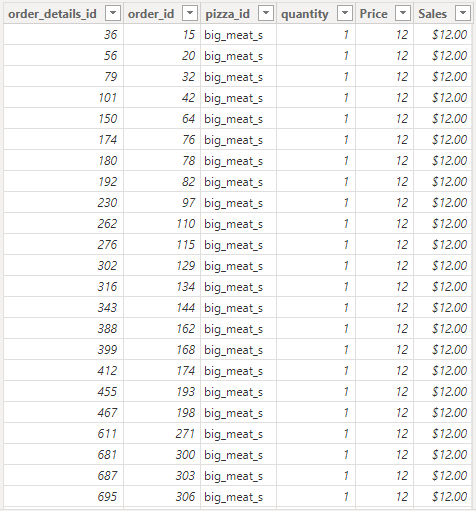 order_details_id order_id pizza_id quantity Price Sales
36 15 big_meat_s 1 12 $12.00
56 20 big_meat_s 1 12 $12.00
79 32 big_meat_s 1 12 $12.00
101 42 big_meat_s 1 12 $12.00
150 64 big_meat_s 1 12 $12.00
174 76 big_meat_s 1 12 $12.00
180 78 big_meat_s 1 12 $12.00
192 82 big_meat_s 1 12 $12.00
230 97 big_meat_s 1 12 $12.00
262 110 big_meat_s 1 12 $12.00
276 115 big_meat_s 1 12 $12.00
302 129 big_meat_s 1 12 $12.00
316 134 big_meat_s 1 12 $12.00
343 144 big_meat_s 1 12 $12.00
388 162 big_meat_s 1 12 $12.00
399 168 big_meat_s 1 12 $12.00
412 174 big_meat_s 1 12 $12.00
455 193 big_meat_s 1 12 $12.00
467 198 big_meat_s 1 12 $12.00
611 271 big_meat_s 1 12 $12.00
681 300 big_meat_s 1 12 $12.00
687 303 big_meat_s 1 12 $12.00
695 306 big_meat_s 1 12 $12.00